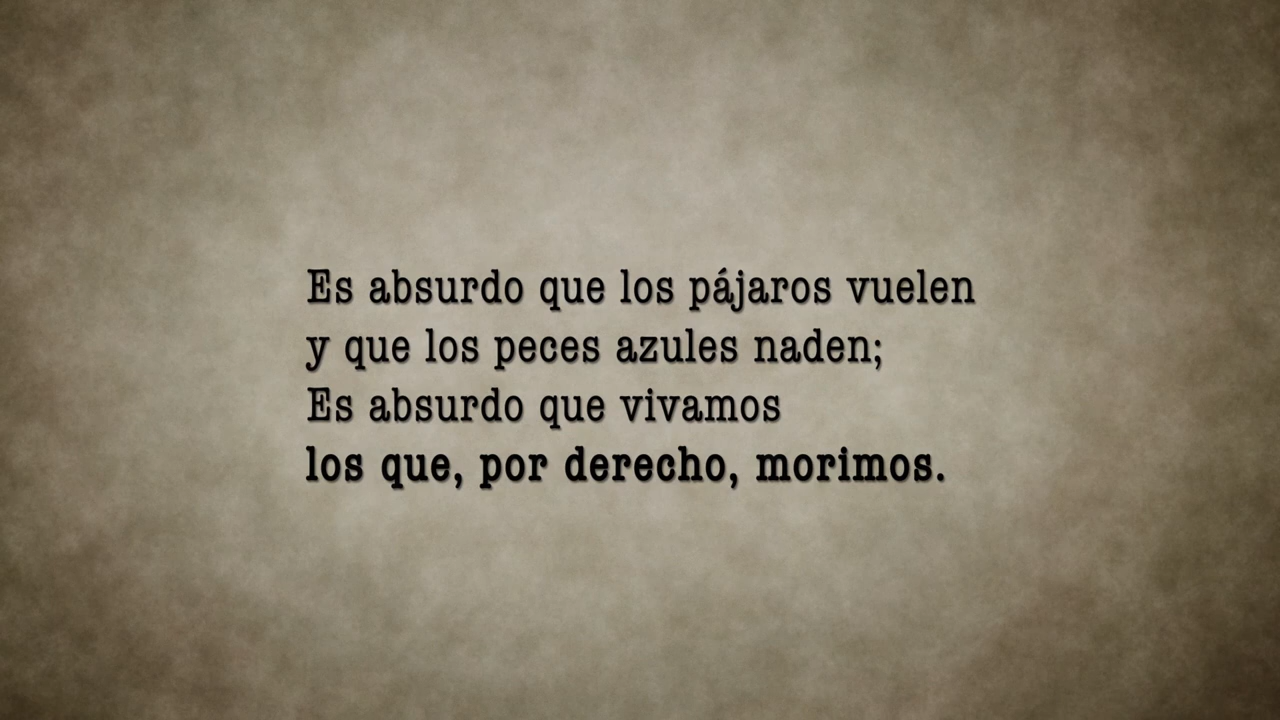 Es absurdo que los pájaros vuelen
y que los peces azules naden;
Es absurdo que vivamos
los que, por derecho, morimos.